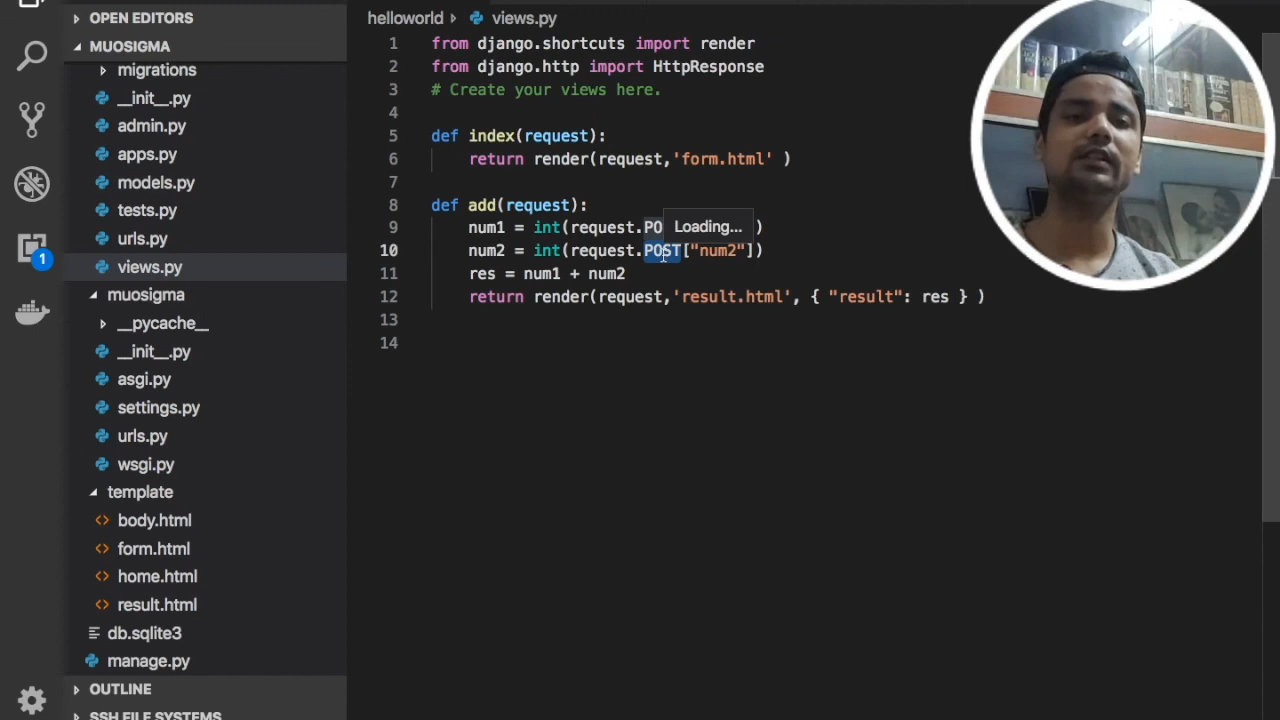 OPEN EDITORS
MUOSIGMA
migrations
__init__.py
admin.py
apps.py
models.py
tests.py
urls.py
views.py
muosigma
__pycache__
__init__.py
asgi.py
settings.py
urls.py
wsgi.py
template
body.html
form.html
home.html
result.html
db.sqlite3
manage.py
OUTLINE
SSH FILE SYSTEMS
1
helloworld views.py
1 from django.shortcuts import render
2 from django.http import HttpResponse
3 # Create your views here.
4
5 def index(request):
6 return render(request,'form.html' )
7
8 def add(request):
9 num1 = int(request.PO Loading... )
10 num2 = int(request.POST["num2"])
11 res = num1 + num2
12 return render(request,'result.html', { "result": res } )
13
14